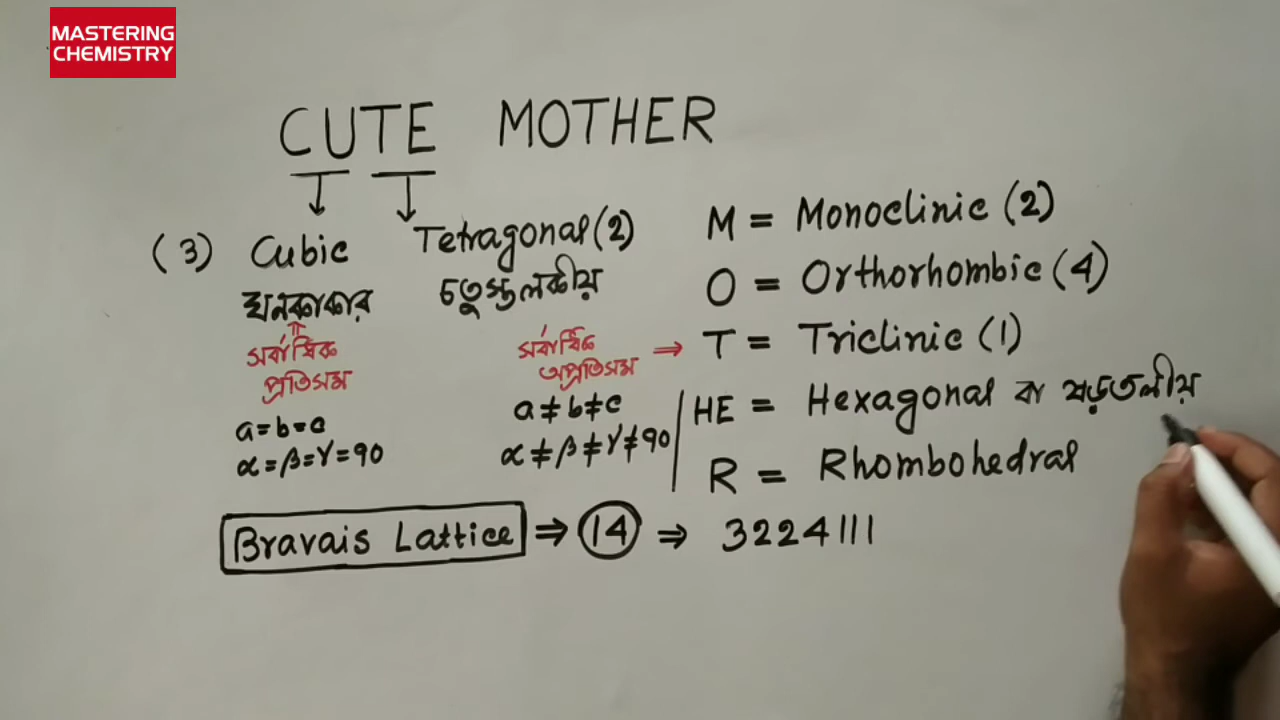 MASTERING
CHEMISTRY
CUTE MOTHER
(3) Cubic
ঘনকাকার
সর্বাধিক
প্রতিসম
a = b = c
α = β = γ = 90
Tetragonal (2)
চতুস্তলকীয়
সর্বাধিক
অপ্রতিসম ⇒
a ≠ b ≠ c
α ≠ β ≠ γ ≠ 90
M = Monoclinic (2)
O = Orthorhombic (4)
T = Triclinic (1)
HE = Hexagonal বা ষড়তলীয়
R = Rhombohedral
Bravais Lattice ⇒ 14 ⇒ 3224111